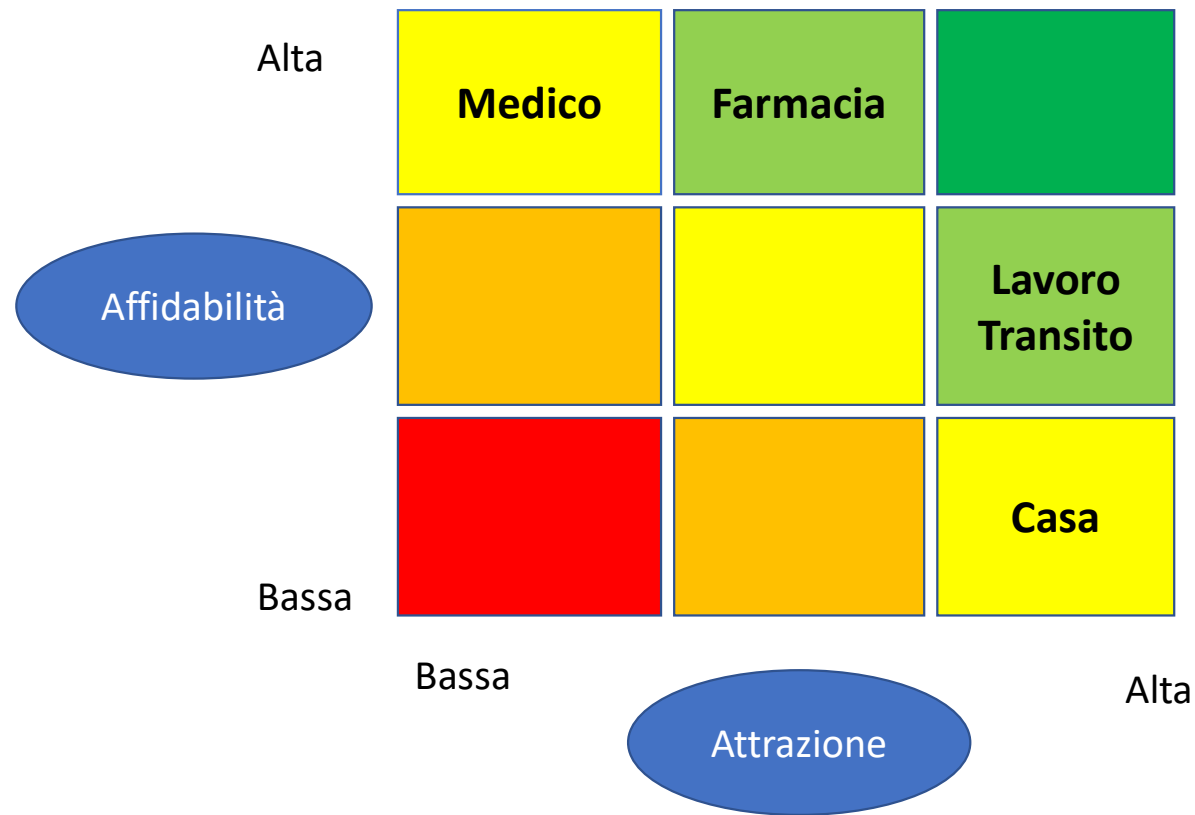 Alta
Medico
Farmacia
Affidabilità
Lavoro
Transito
Casa
Bassa
Bassa
Alta
Attrazione